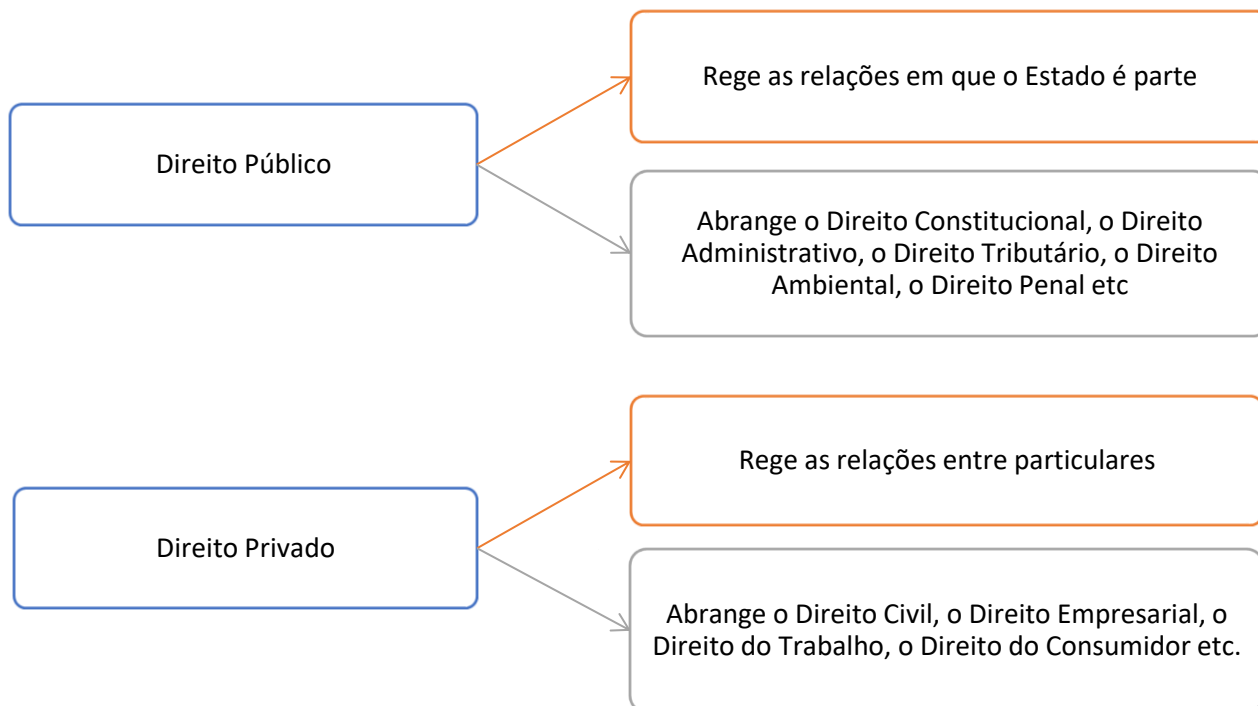 Rege as relações em que o Estado é parte
Direito Público
Abrange o Direito Constitucional, o Direito
Administrativo, o Direito Tributário, o Direito
Ambiental, o Direito Penal etc
Rege as relações entre particulares
Direito Privado
Abrange o Direito Civil, o Direito Empresarial, o
Direito do Trabalho, o Direito do Consumidor etc.